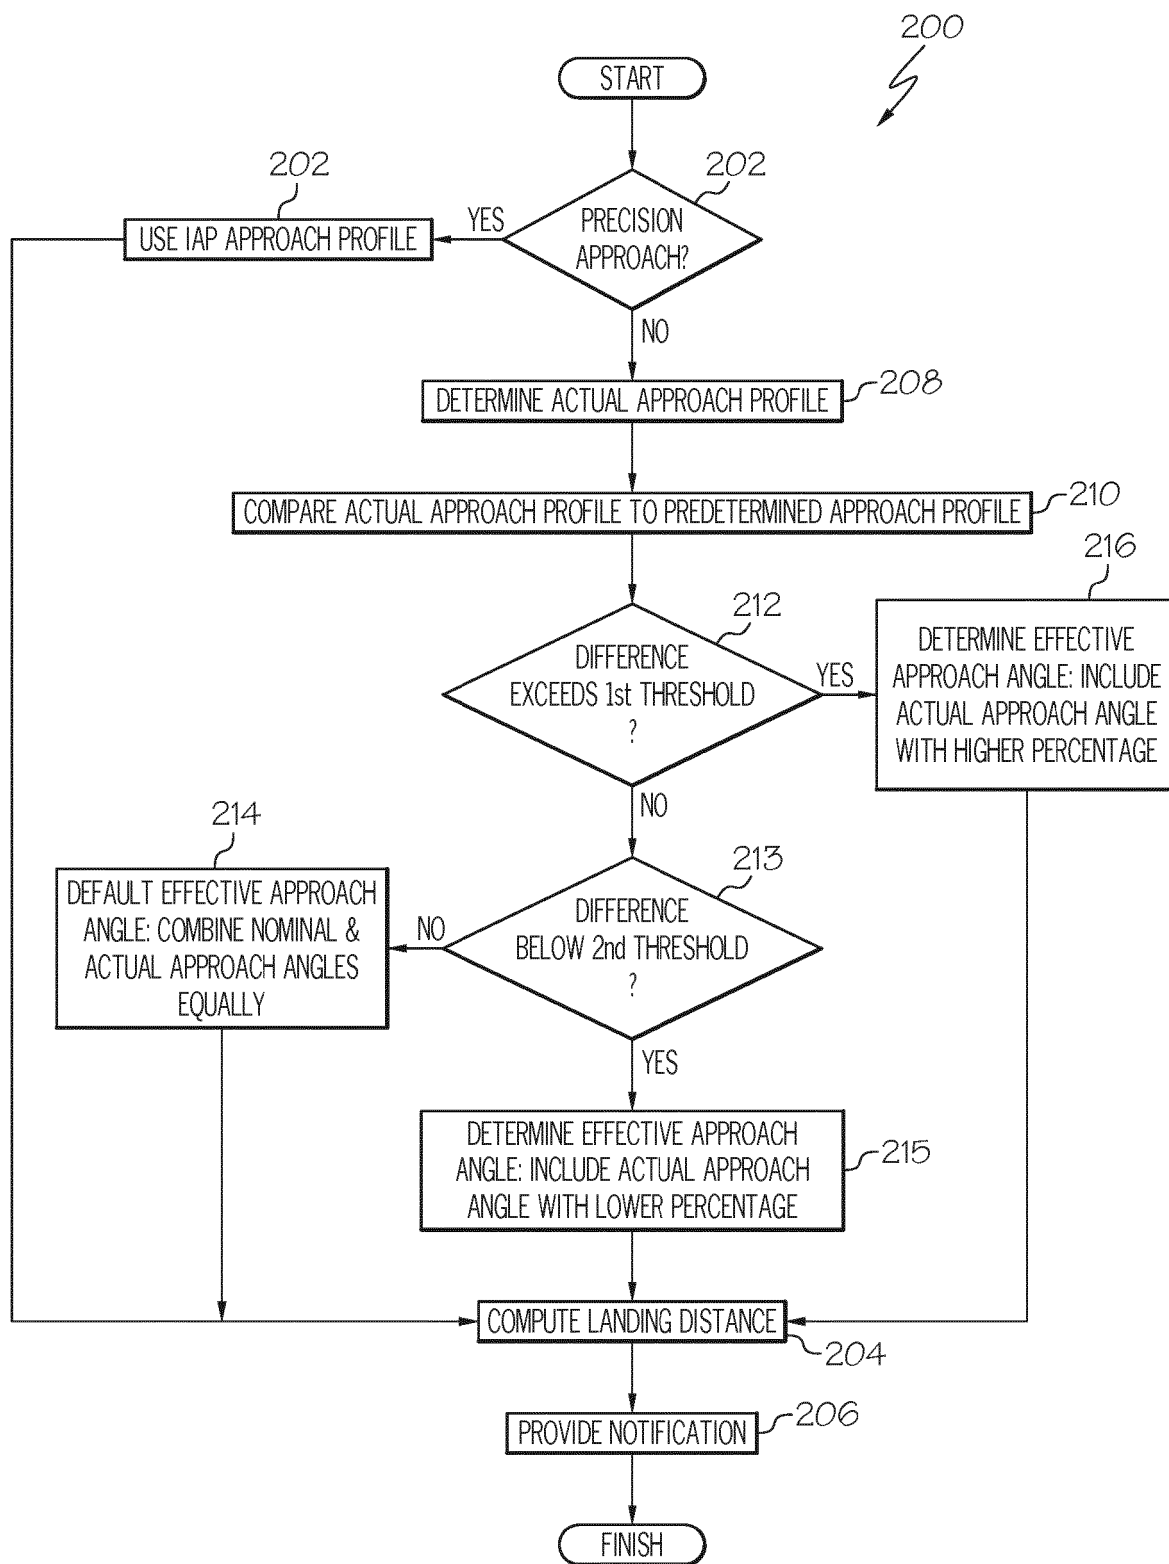 200
START
202
202
YES
USE IAP APPROACH PROFILE
PRECISION
APPROACH?
NO
DETERMINE ACTUAL APPROACH PROFILE
208
COMPARE ACTUAL APPROACH PROFILE TO PREDETERMINED APPROACH PROFILE
210
216
212
DIFFERENCE
EXCEEDS 1st THRESHOLD
?
YES
DETERMINE EFFECTIVE
APPROACH ANGLE: INCLUDE
ACTUAL APPROACH ANGLE
WITH HIGHER PERCENTAGE
NO
214
213
DEFAULT EFFECTIVE APPROACH
ANGLE: COMBINE NOMINAL &
ACTUAL APPROACH ANGLES
EQUALLY
NO
DIFFERENCE
BELOW 2nd THRESHOLD
?
YES
DETERMINE EFFECTIVE APPROACH
ANGLE: INCLUDE ACTUAL APPROACH
ANGLE WITH LOWER PERCENTAGE
215
COMPUTE LANDING DISTANCE
204
PROVIDE NOTIFICATION
206
FINISH